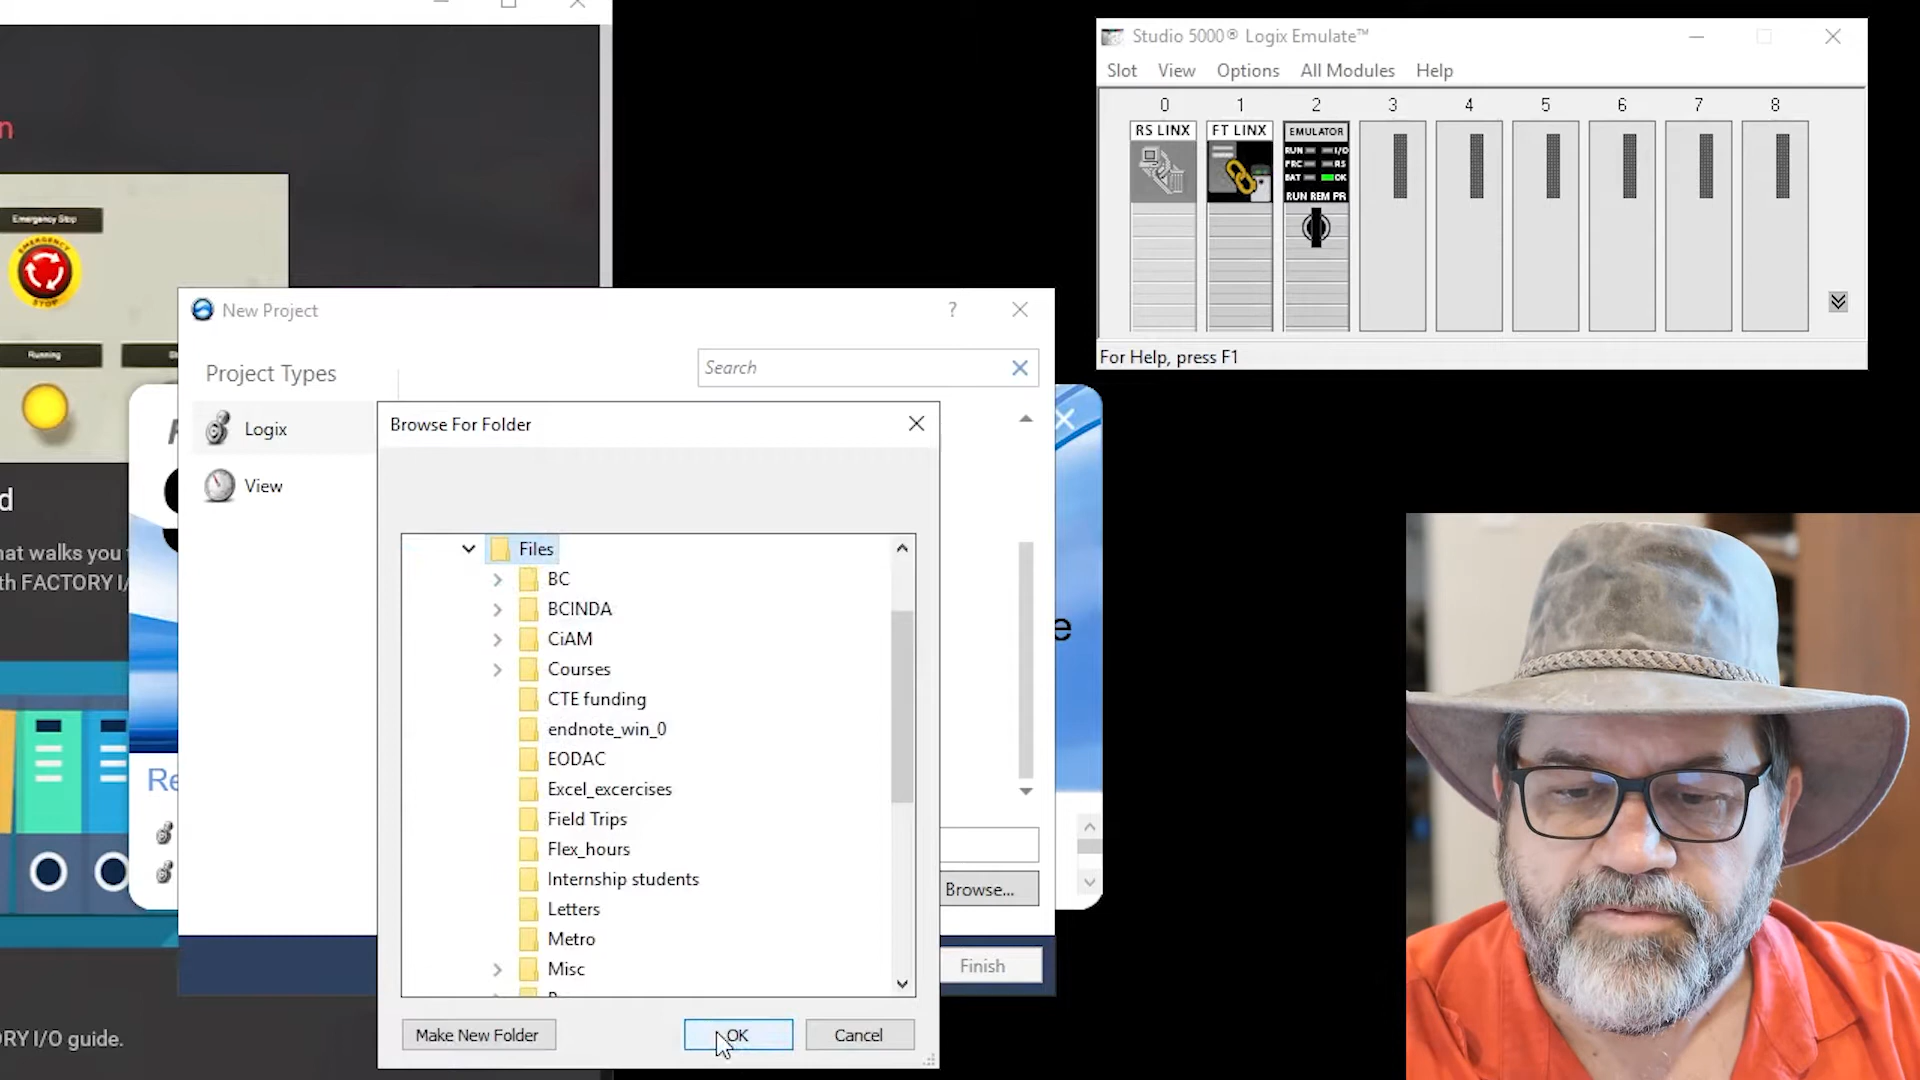 n
Emergency Stop
EMERGENCY
STOP
Running
d
hat walks you
th FACTORY I/
Re
RY I/O guide.
New Project
?
Project Types
Search
Logix
View
Browse For Folder
Files
BC
BCINDA
CiAM
Courses
CTE funding
endnote_win_0
EODAC
Excel_excercises
Field Trips
Flex_hours
Internship students
Letters
Metro
Misc
Make New Folder
OK
Cancel
Browse...
Finish
e
Studio 5000® Logix Emulate™
Slot View Options All Modules Help
0 1 2 3 4 5 6 7 8
RS LINX FT LINX EMULATOR
RUN I/O
PRC RS
BAT OK
RUN REM PR
For Help, press F1